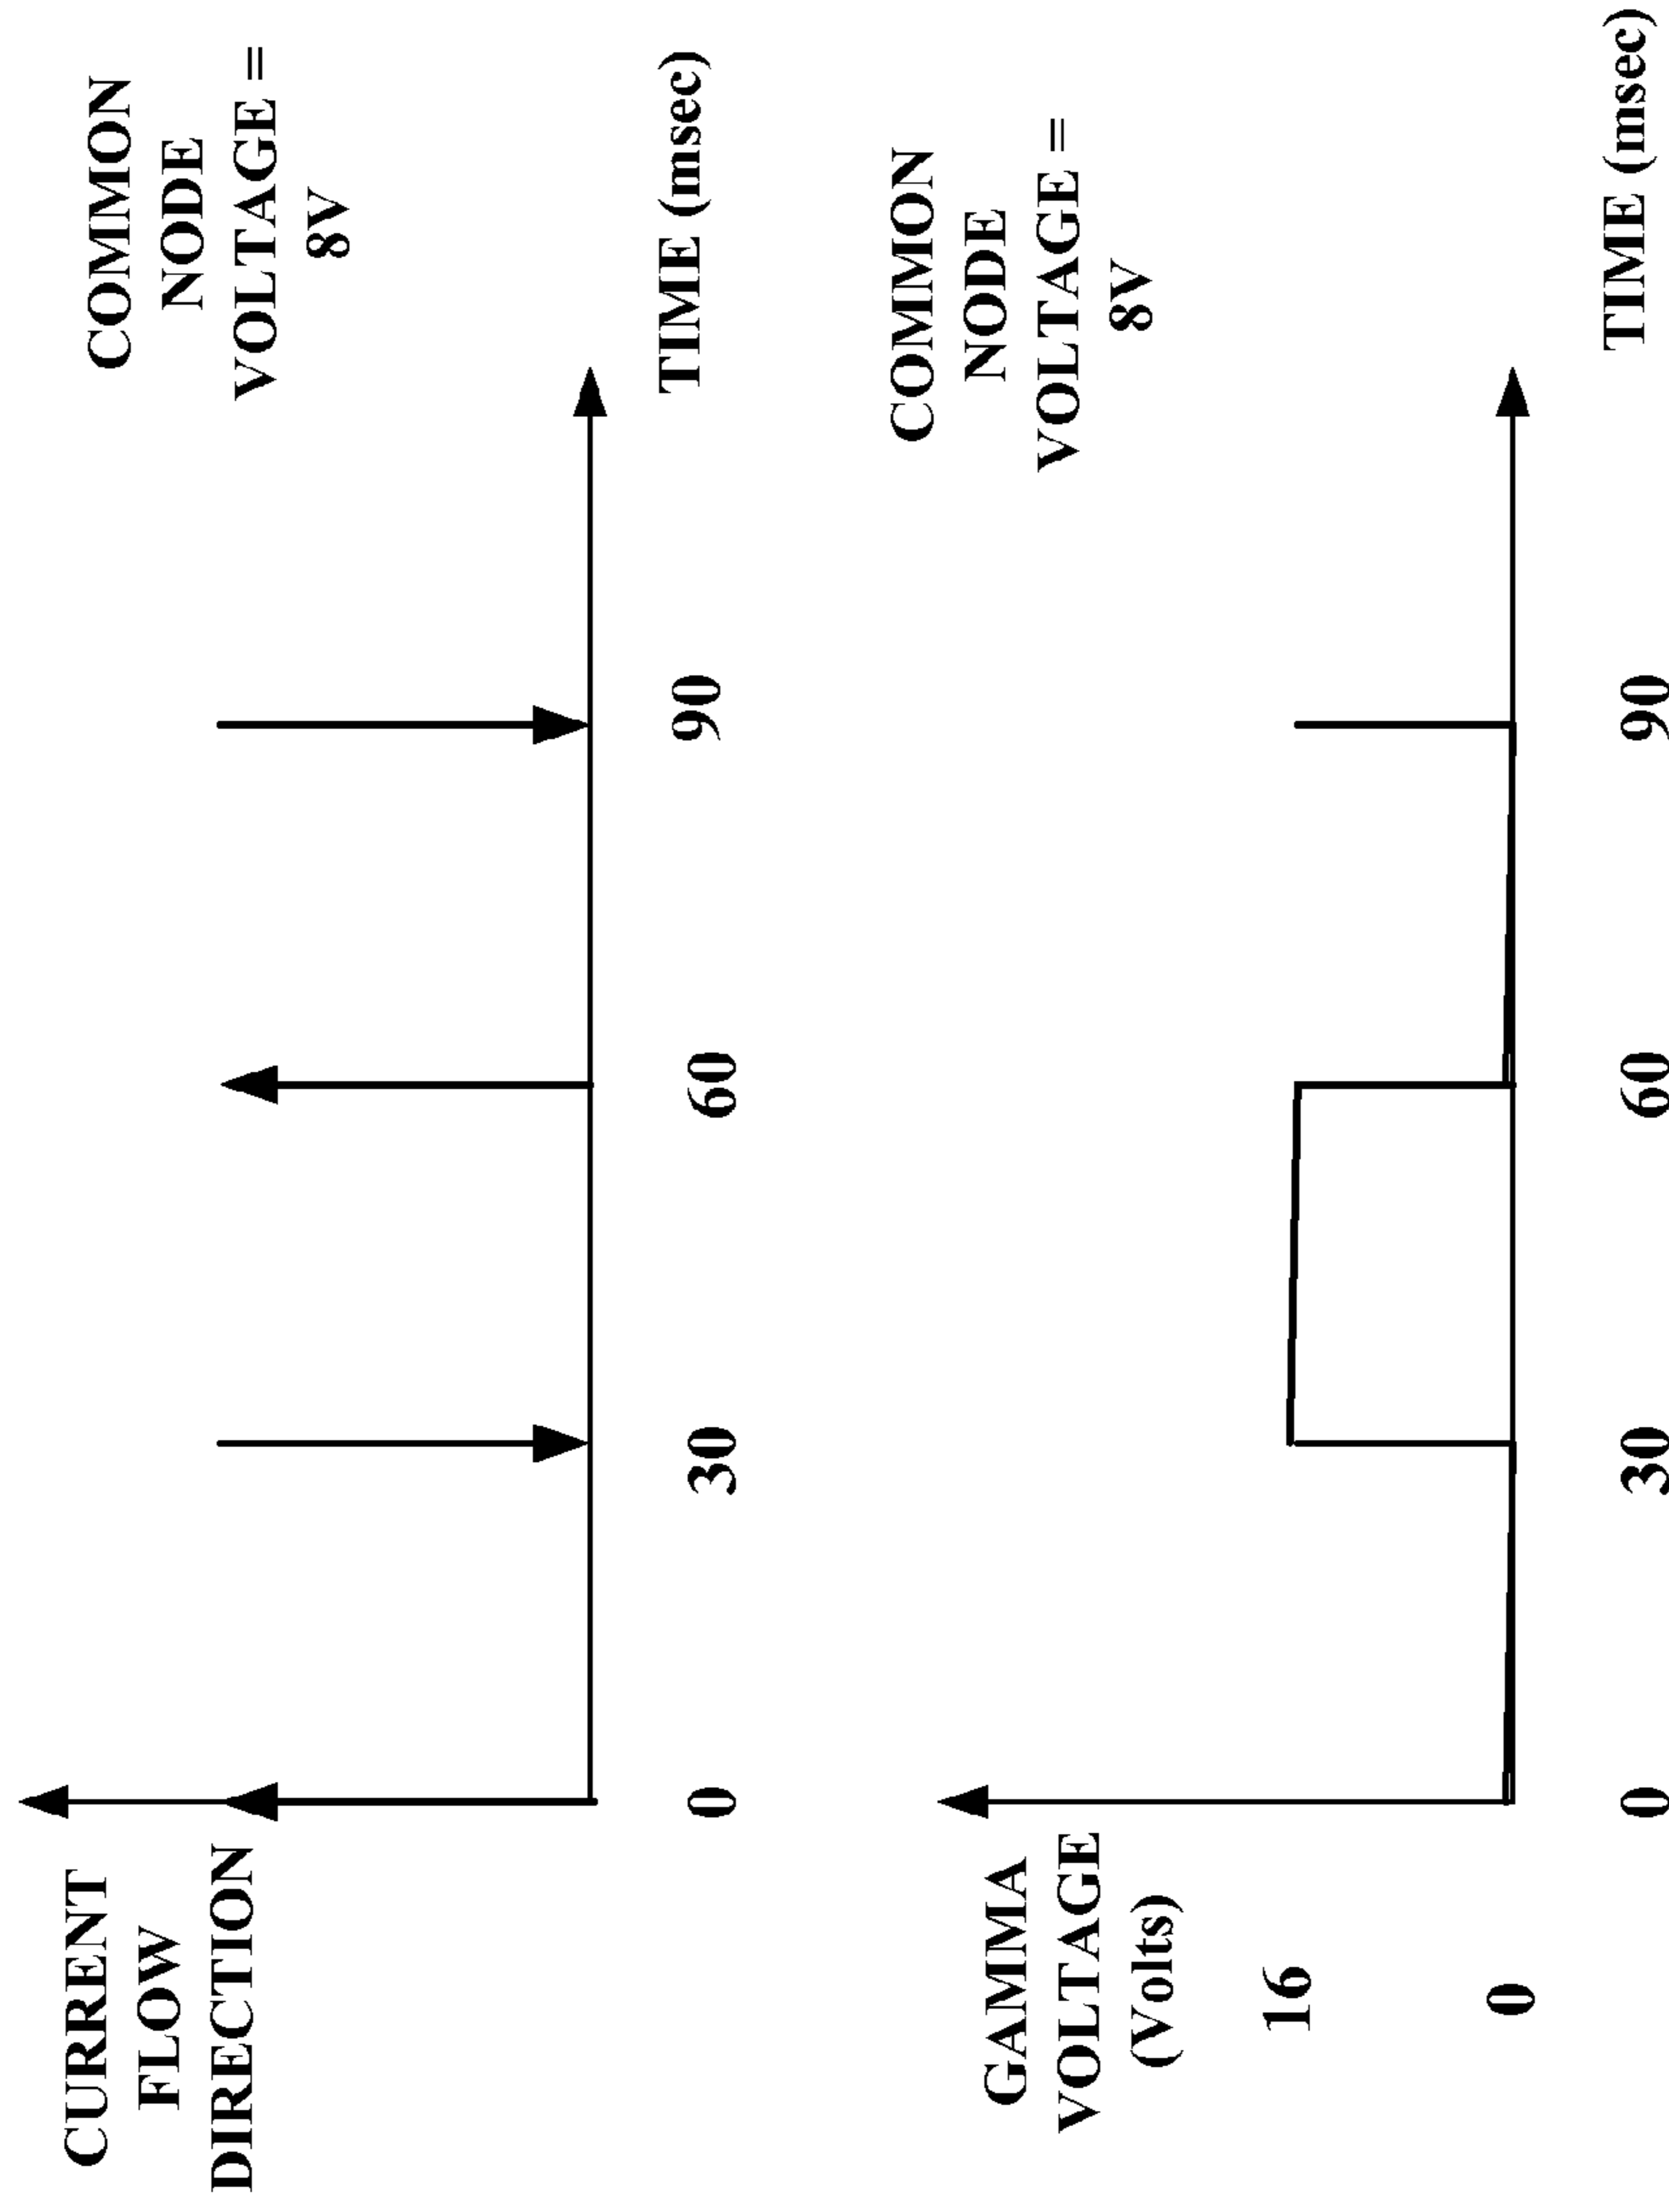 CURRENT
FLOW
DIRECTION
COMMON
NODE
VOLTAGE =
8V
0
30
60
90
TIME (msec)
GAMMA
VOLTAGE
(Volts)
16
0
COMMON
NODE
VOLTAGE =
8V
0
30
60
90
TIME (msec)